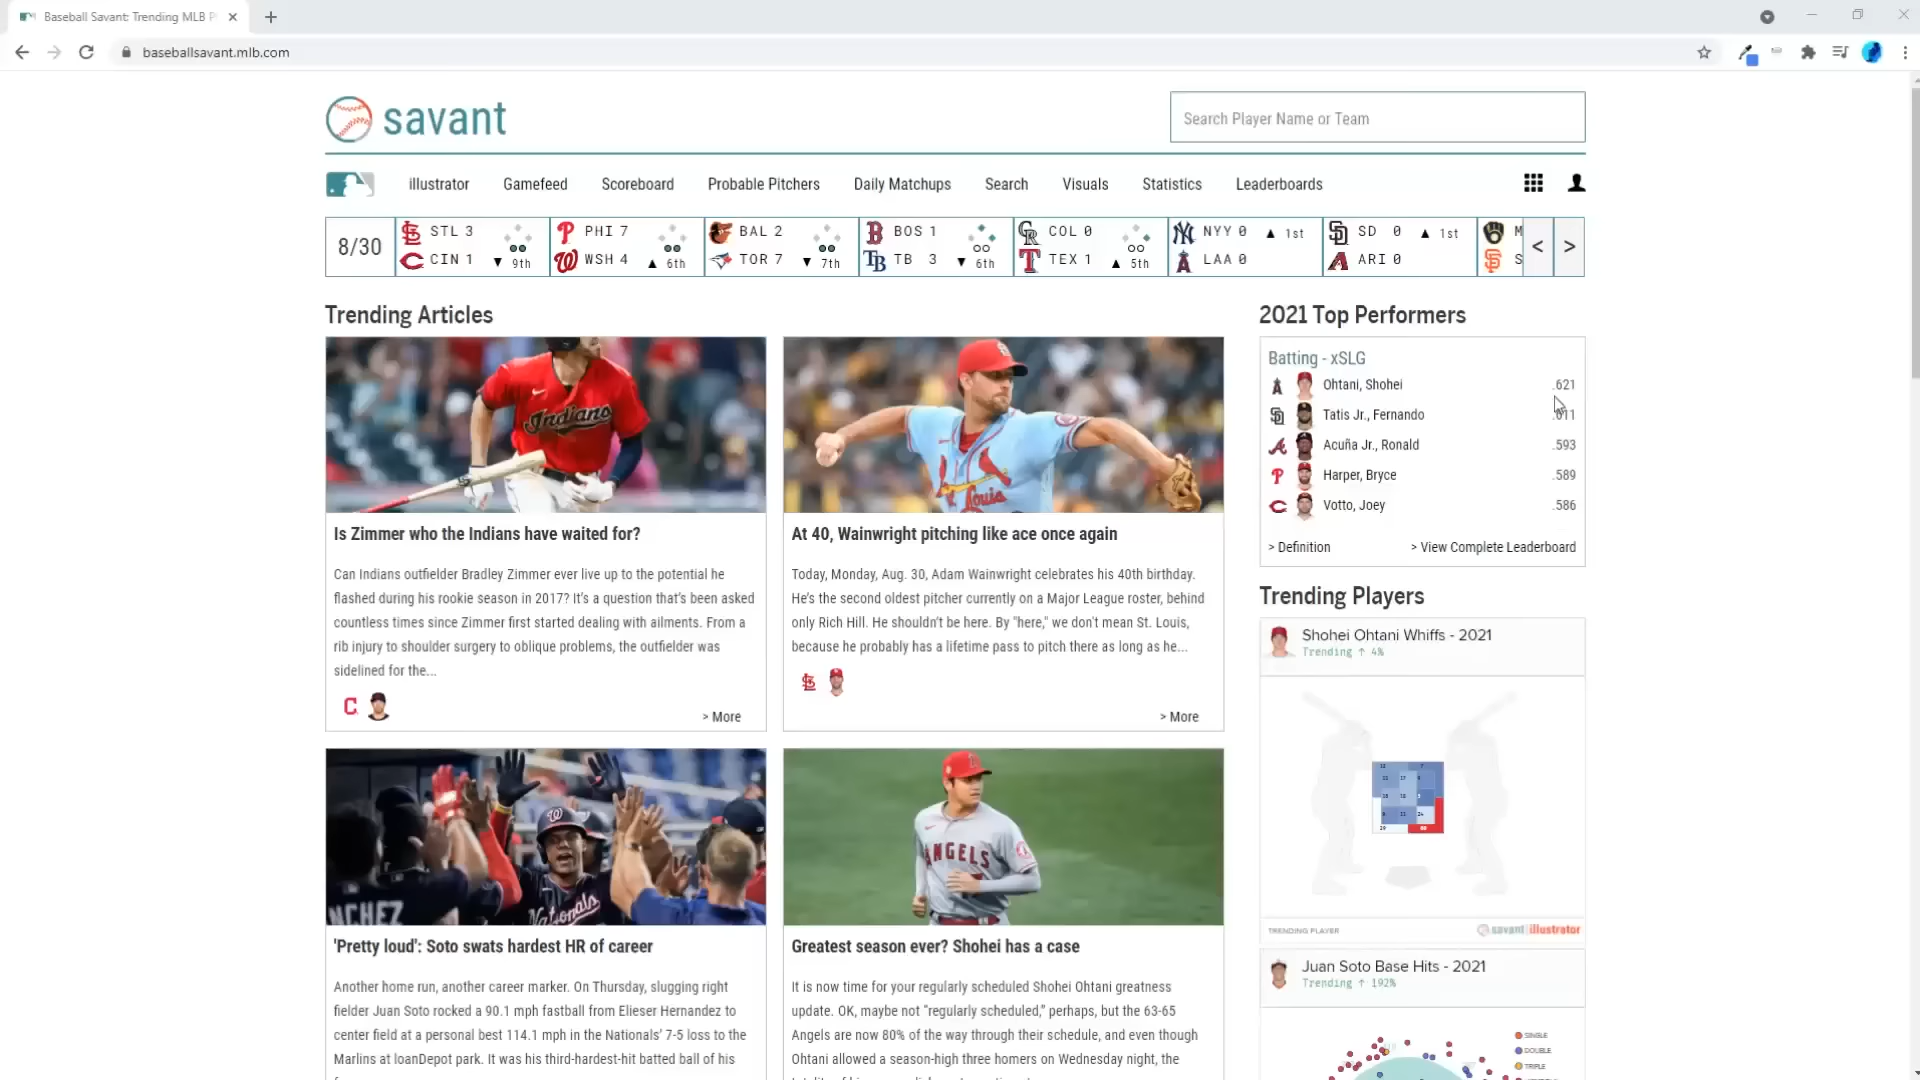 Baseball Savant: Trending MLB P
baseballsavant.mlb.com
savant
Search Player Name or Team
illustrator Gamefeed Scoreboard Probable Pitchers Daily Matchups Search Visuals Statistics Leaderboards
8/30
STL 3
CIN 1 ▼ 9th
PHI 7
WSH 4 ▲ 6th
BAL 2
TOR 7 ▼ 7th
BOS 1
TB 3 ▼ 6th
COL 0
TEX 1 ▲ 5th
NYY 0 ▲ 1st
LAA 0
SD 0 ▲ 1st
ARI 0
M
S
< >
Trending Articles
Indians
Louis
Is Zimmer who the Indians have waited for?
Can Indians outfielder Bradley Zimmer ever live up to the potential he
flashed during his rookie season in 2017? It's a question that's been asked
countless times since Zimmer first started dealing with ailments. From a
rib injury to shoulder surgery to oblique problems, the outfielder was
sidelined for the...
> More
At 40, Wainwright pitching like ace once again
Today, Monday, Aug. 30, Adam Wainwright celebrates his 40th birthday.
He's the second oldest pitcher currently on a Major League roster, behind
only Rich Hill. He shouldn't be here. By "here," we don't mean St. Louis,
because he probably has a lifetime pass to pitch there as long as he...
> More
NCHEZ
Nationals
ANGELS
'Pretty loud': Soto swats hardest HR of career
Another home run, another career marker. On Thursday, slugging right
fielder Juan Soto rocked a 90.1 mph fastball from Elieser Hernandez to
center field at a personal best 114.1 mph in the Nationals' 7-5 loss to the
Marlins at loanDepot park. It was his third-hardest-hit batted ball of his
Greatest season ever? Shohei has a case
It is now time for your regularly scheduled Shohei Ohtani greatness
update. OK, maybe not "regularly scheduled," perhaps, but the 63-65
Angels are now 80% of the way through their schedule, and even though
Ohtani allowed a season-high three homers on Wednesday night, the
2021 Top Performers
Batting - xSLG
Ohtani, Shohei .621
Tatis Jr., Fernando
Acuña Jr., Ronald .593
Harper, Bryce .589
Votto, Joey .586
> Definition > View Complete Leaderboard
Trending Players
Shohei Ohtani Whiffs - 2021
Trending ↑ 4%
TRENDING PLAYER savant illustrator
Juan Soto Base Hits - 2021
Trending ↑ 192%
SINGLE
DOUBLE
TRIPLE